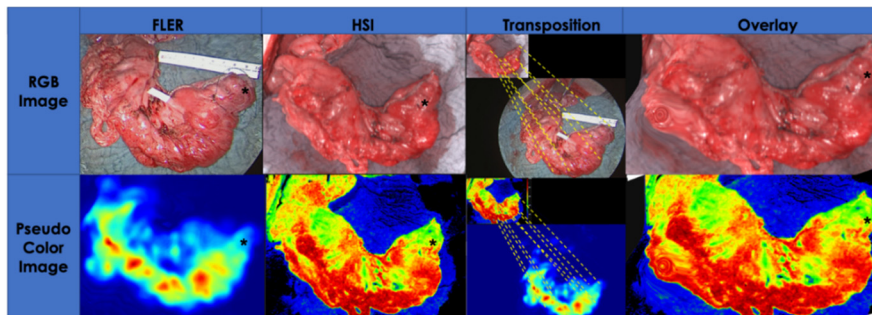 FLER HSI Transposition Overlay
RGB
Image
Pseudo
Color
Image
* * *
* * *